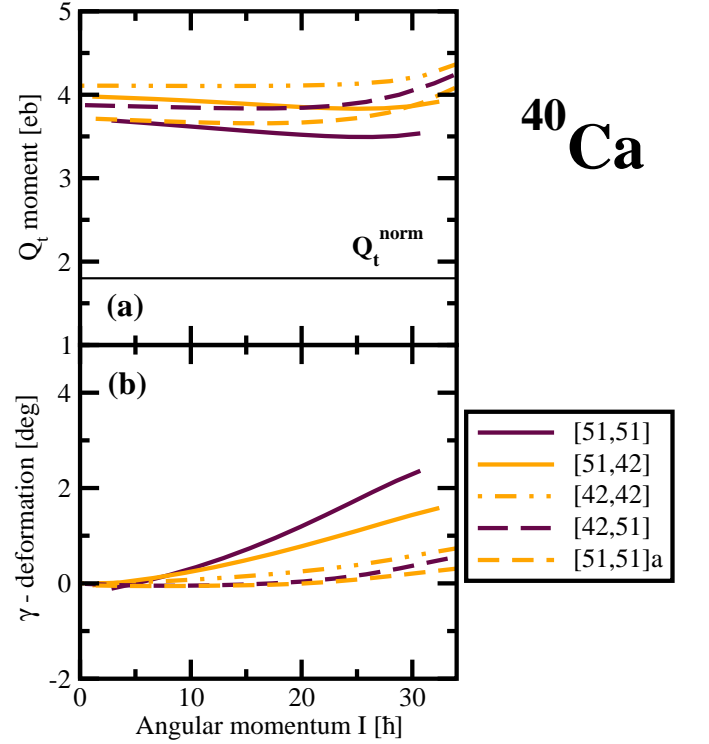 5
4
3
2
1
Q_t moment [eb]
Q_t^norm
(a)
⁴⁰Ca
(b)
4
2
0
-2
γ - deformation [deg]
0
10
20
30
Angular momentum I [ħ]
[51,51]
[51,42]
[42,42]
[42,51]
[51,51]a